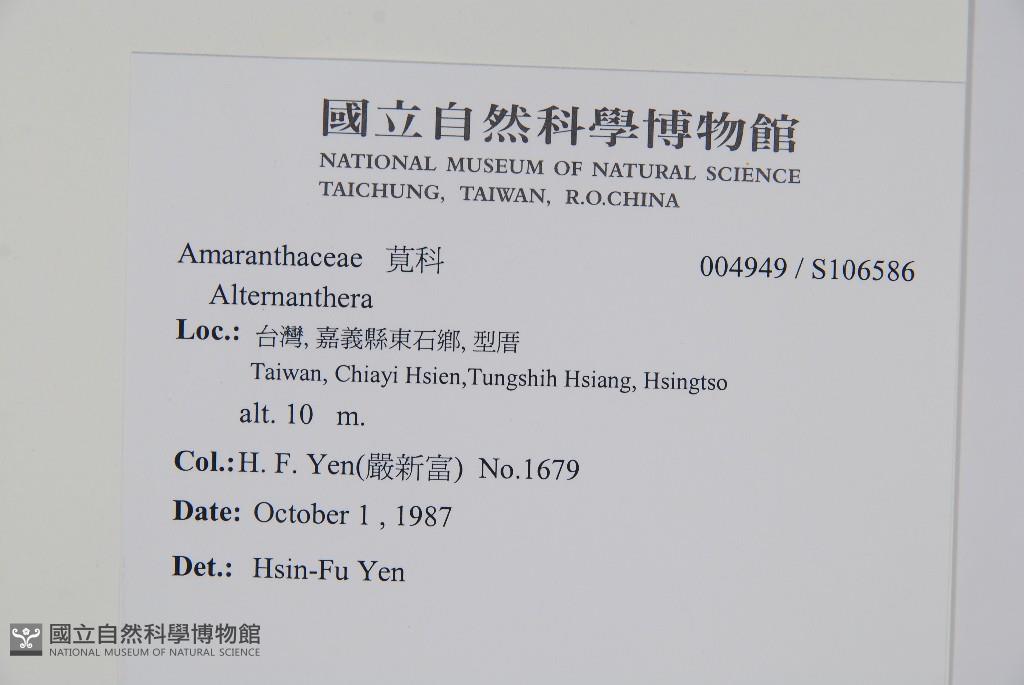 國立自然科學博物館
NATIONAL MUSEUM OF NATURAL SCIENCE
TAICHUNG, TAIWAN, R.O.CHINA
Amaranthaceae 莧科 004949 / S106586
Alternanthera
Loc.: 台灣, 嘉義縣東石鄉, 型厝
Taiwan, Chiayi Hsien,Tungshih Hsiang, Hsingtso
alt. 10 m.
Col.:H. F. Yen(嚴新富) No.1679
Date: October 1 , 1987
Det.: Hsin-Fu Yen
國立自然科學博物館
NATIONAL MUSEUM OF NATURAL SCIENCE